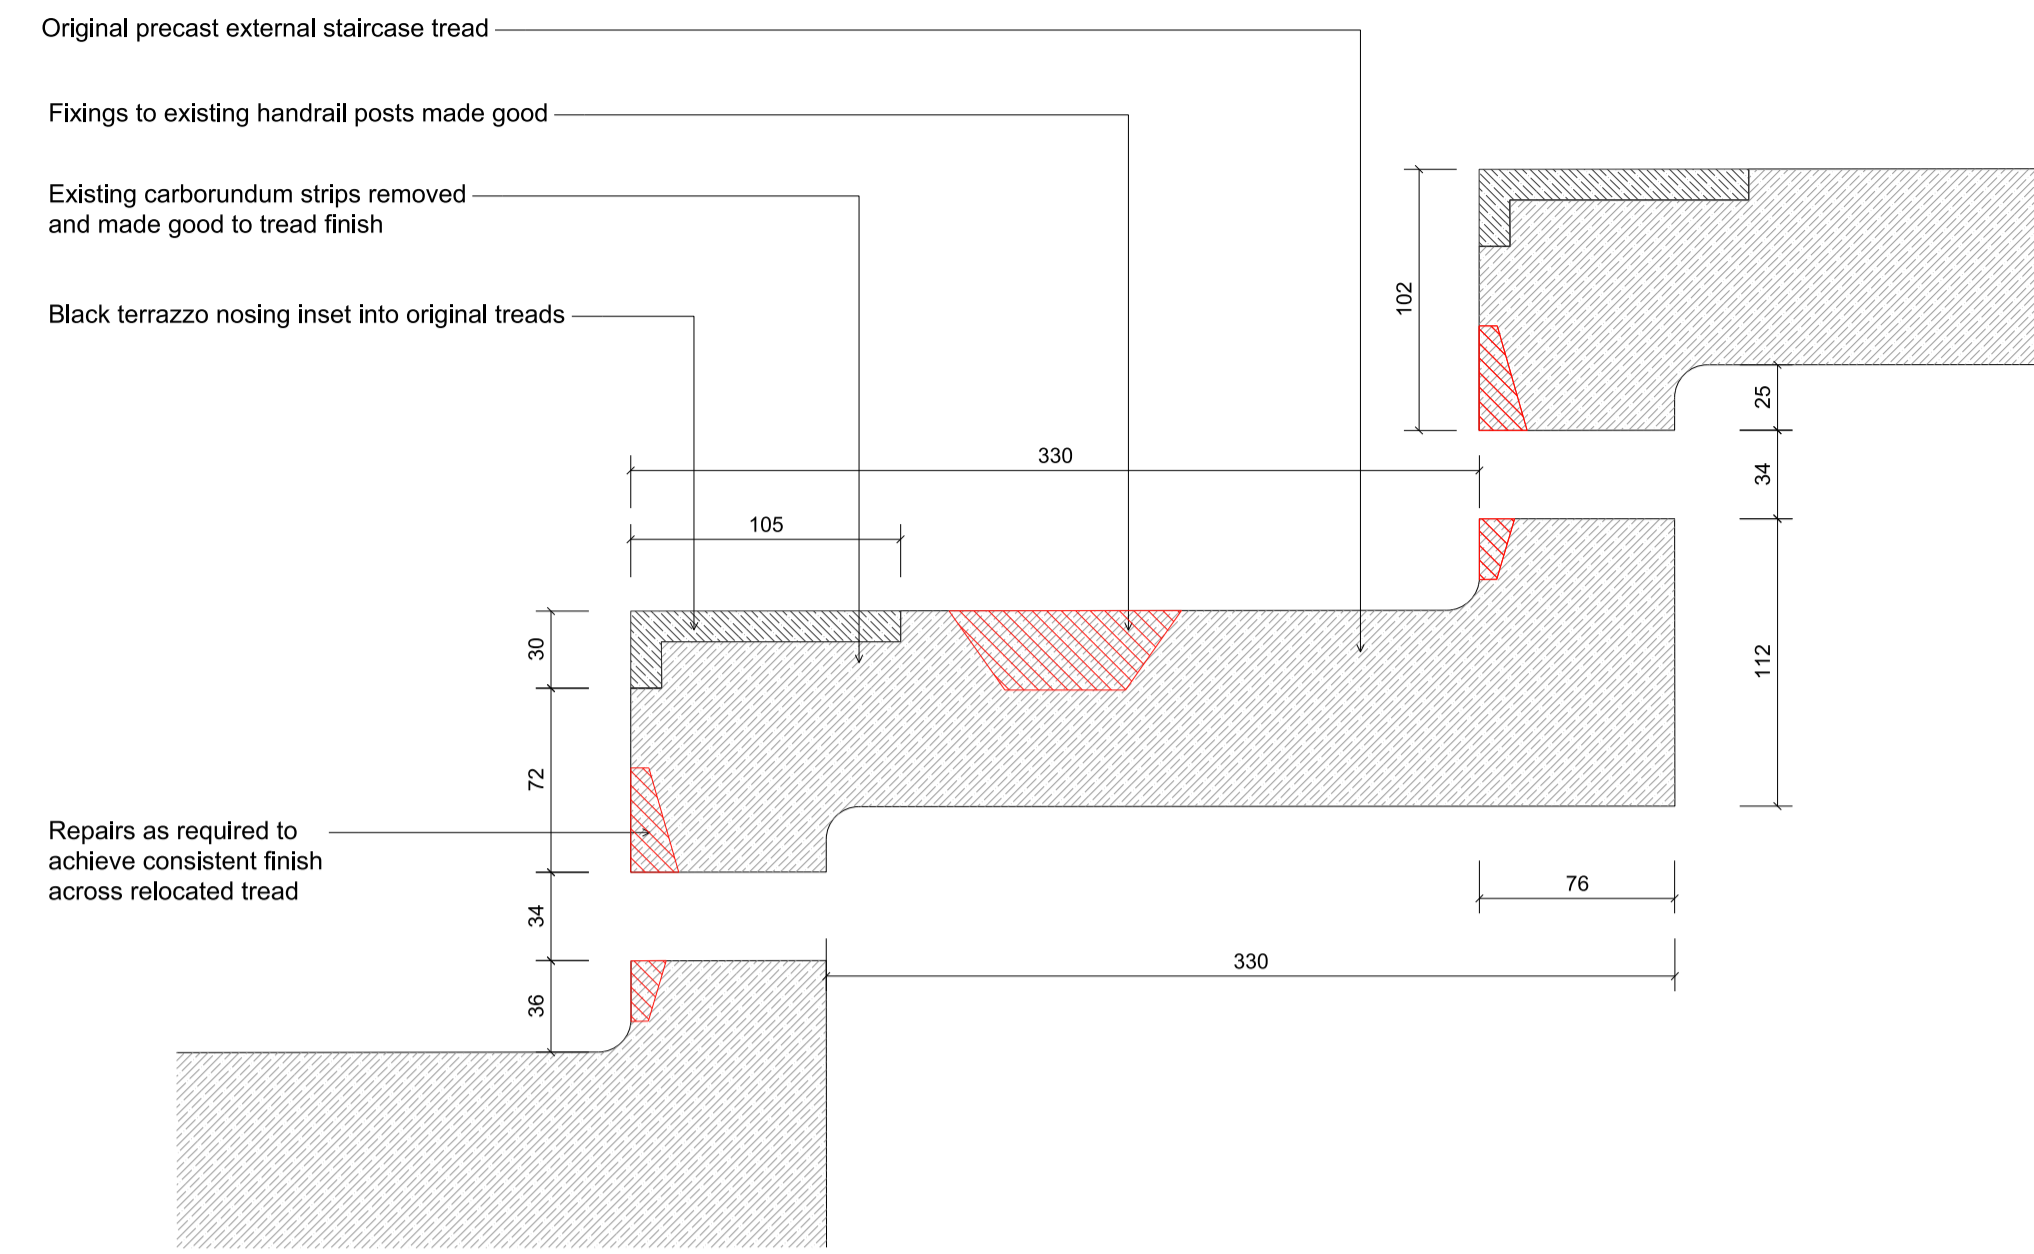 Original precast external staircase tread
Fixings to existing handrail posts made good
Existing carborundum strips removed
and made good to tread finish
Black terrazzo nosing inset into original treads
102
25
330
34
105
30
112
72
Repairs as required to
achieve consistent finish
across relocated tread
76
34
330
36